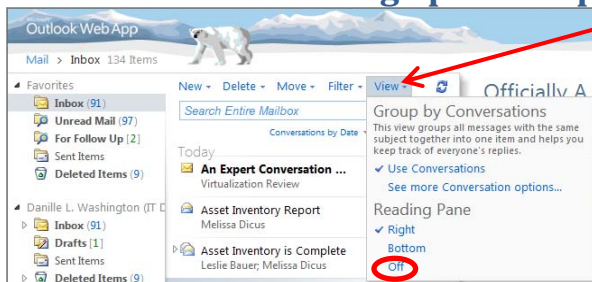 Outlook Web App
Mail > Inbox 134 Items
Favorites
Inbox (91)
Unread Mail (97)
For Follow Up [2]
Sent Items
Deleted Items (9)
Danille L. Washington (IT D
Inbox (91)
Drafts [1]
Sent Items
Deleted Items (9)
New Delete Move Filter View
Search Entire Mailbox
Conversations by Date
Today
An Expert Conversation ...
Virtualization Review
Asset Inventory Report
Melissa Dicus
Asset Inventory is Complete
Leslie Bauer; Melissa Dicus
Officially A
Group by Conversations
This view groups all messages with the same
subject together into one item and helps you
keep track of everyone's replies.
Use Conversations
See more Conversation options...
Reading Pane
Right
Bottom
Off